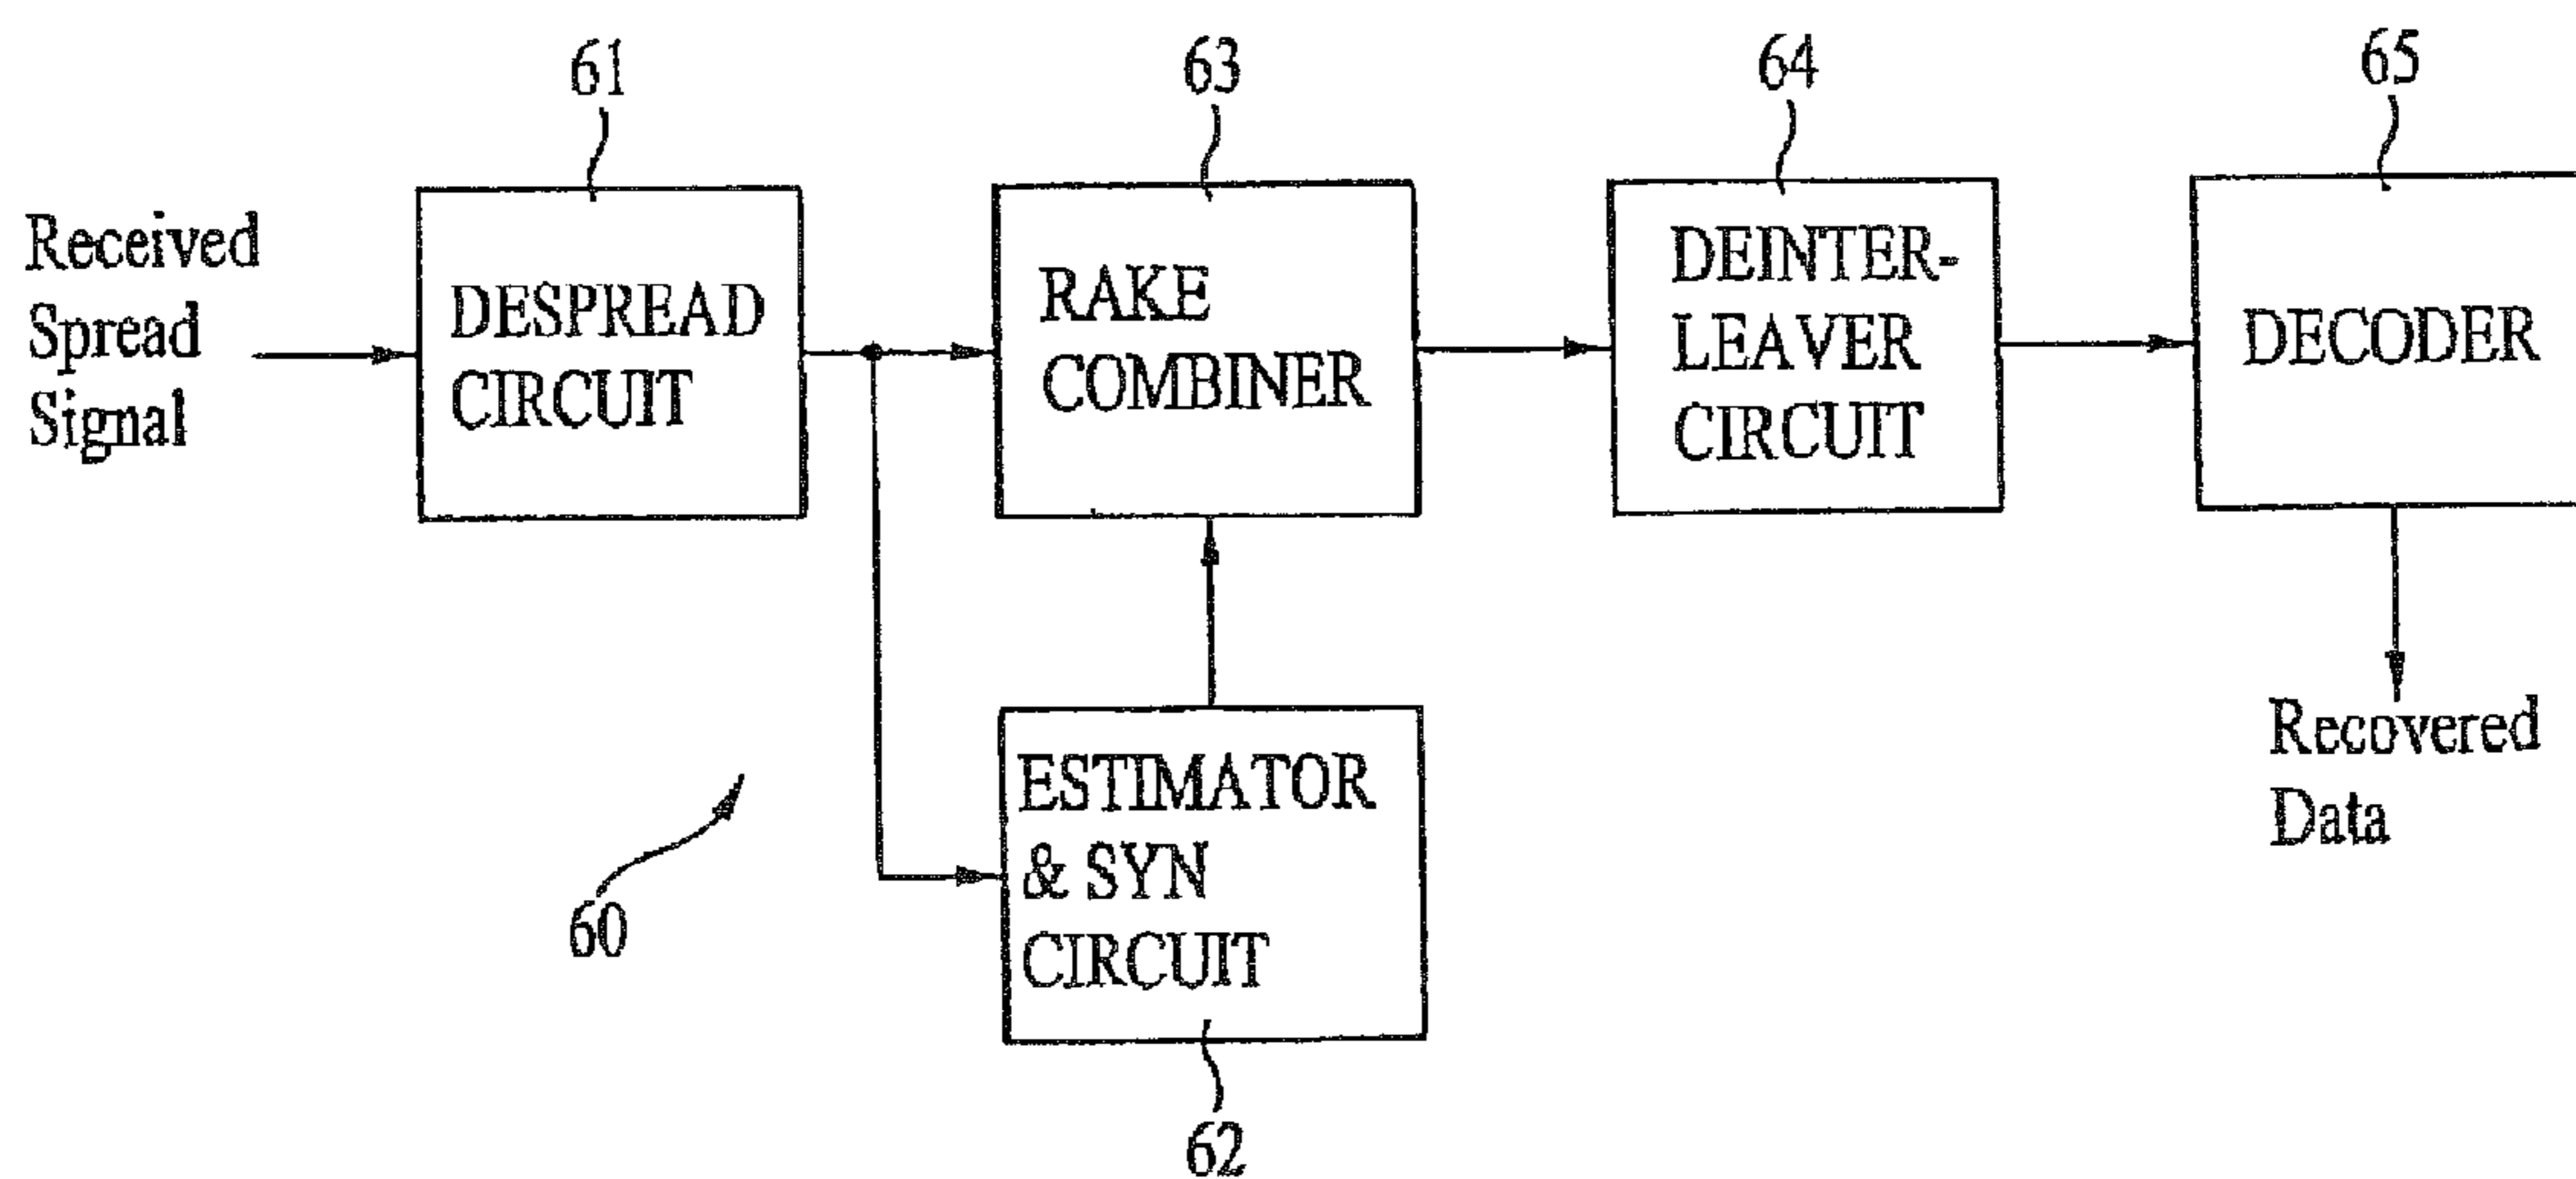 61
63
64
65
Received
Spread
Signal
DESPREAD
CIRCUIT
RAKE
COMBINER
DEINTER-
LEAVER
CIRCUIT
DECODER
ESTIMATOR
& SYN
CIRCUIT
Recovered
Data
60
62